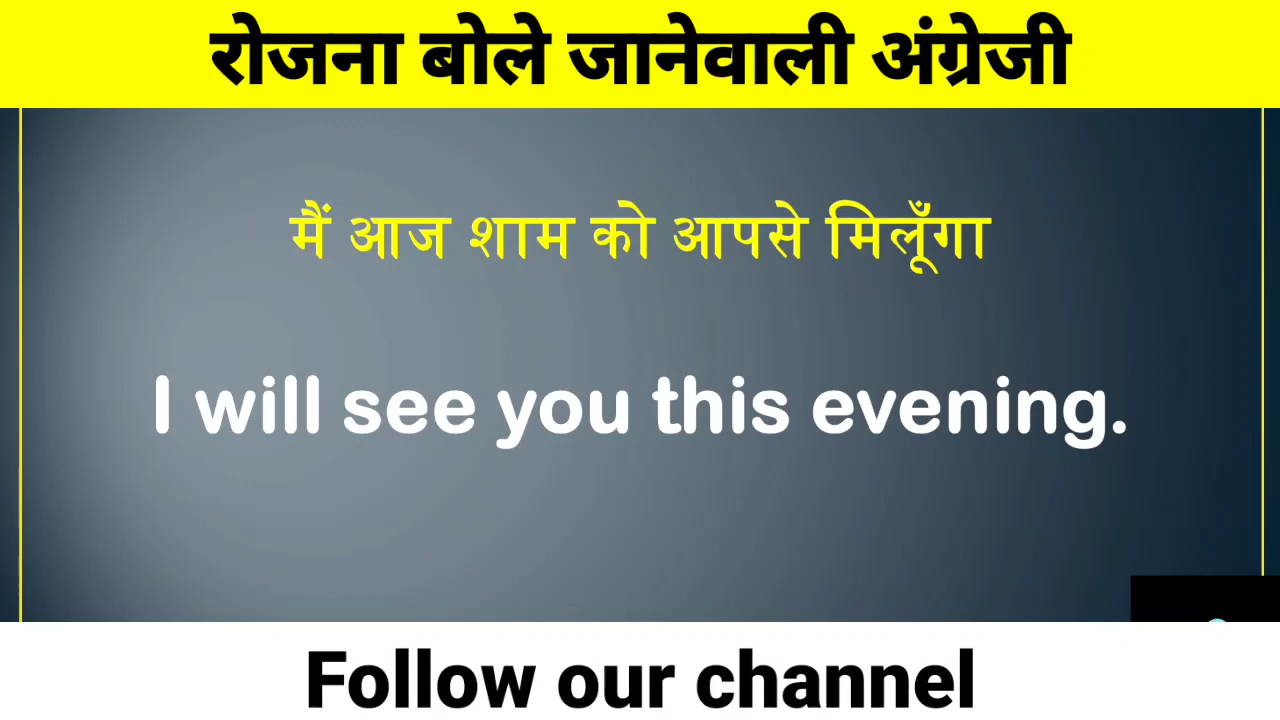 रोजना बोले जानेवाली अंग्रेजी
मैं आज शाम को आपसे मिलूँगा
I will see you this evening.
Follow our channel